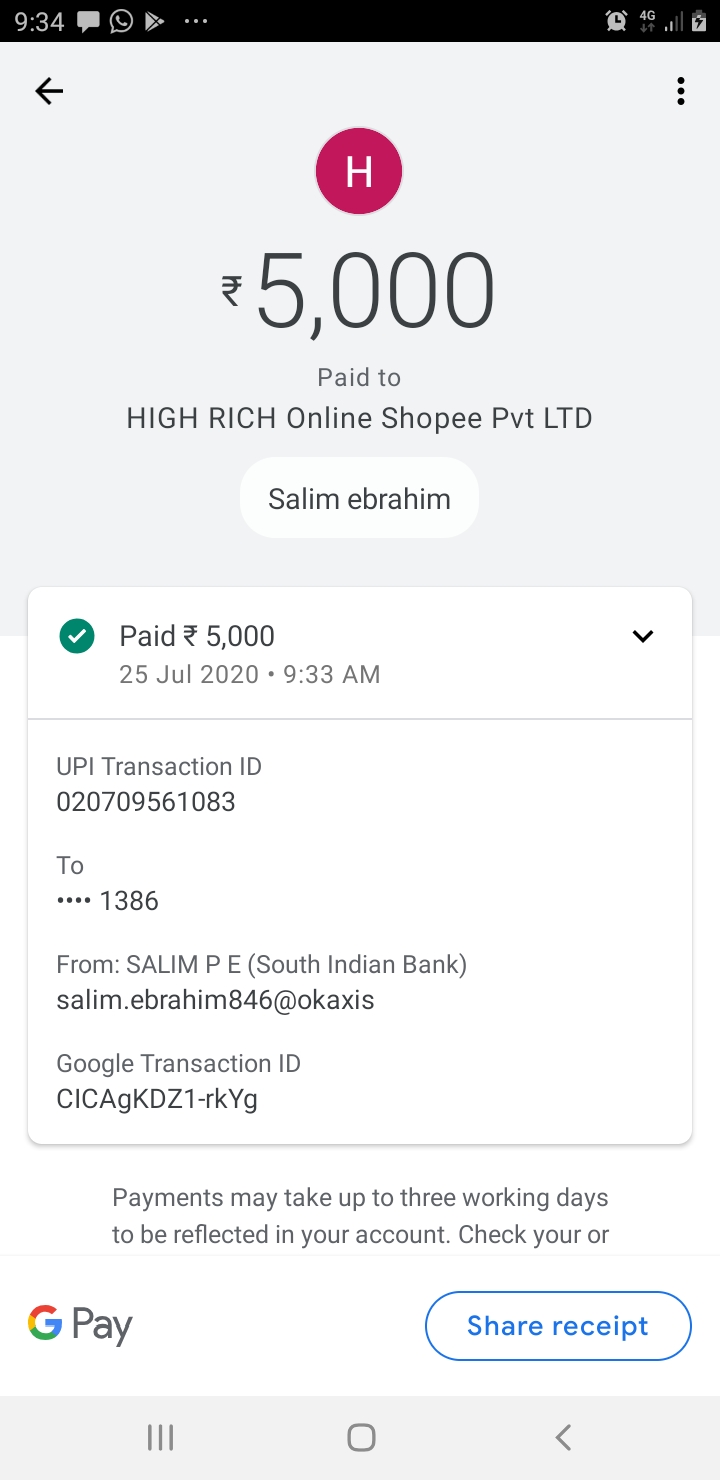 9:34
4G
H
₹5,000
Paid to
HIGH RICH Online Shopee Pvt LTD
Salim ebrahim
Paid ₹ 5,000
25 Jul 2020 • 9:33 AM
UPI Transaction ID
020709561083
To
•••• 1386
From: SALIM P E (South Indian Bank)
salim.ebrahim846@okaxis
Google Transaction ID
CICAgKDZ1-rkYg
Payments may take up to three working days
to be reflected in your account. Check your or
G Pay
Share receipt